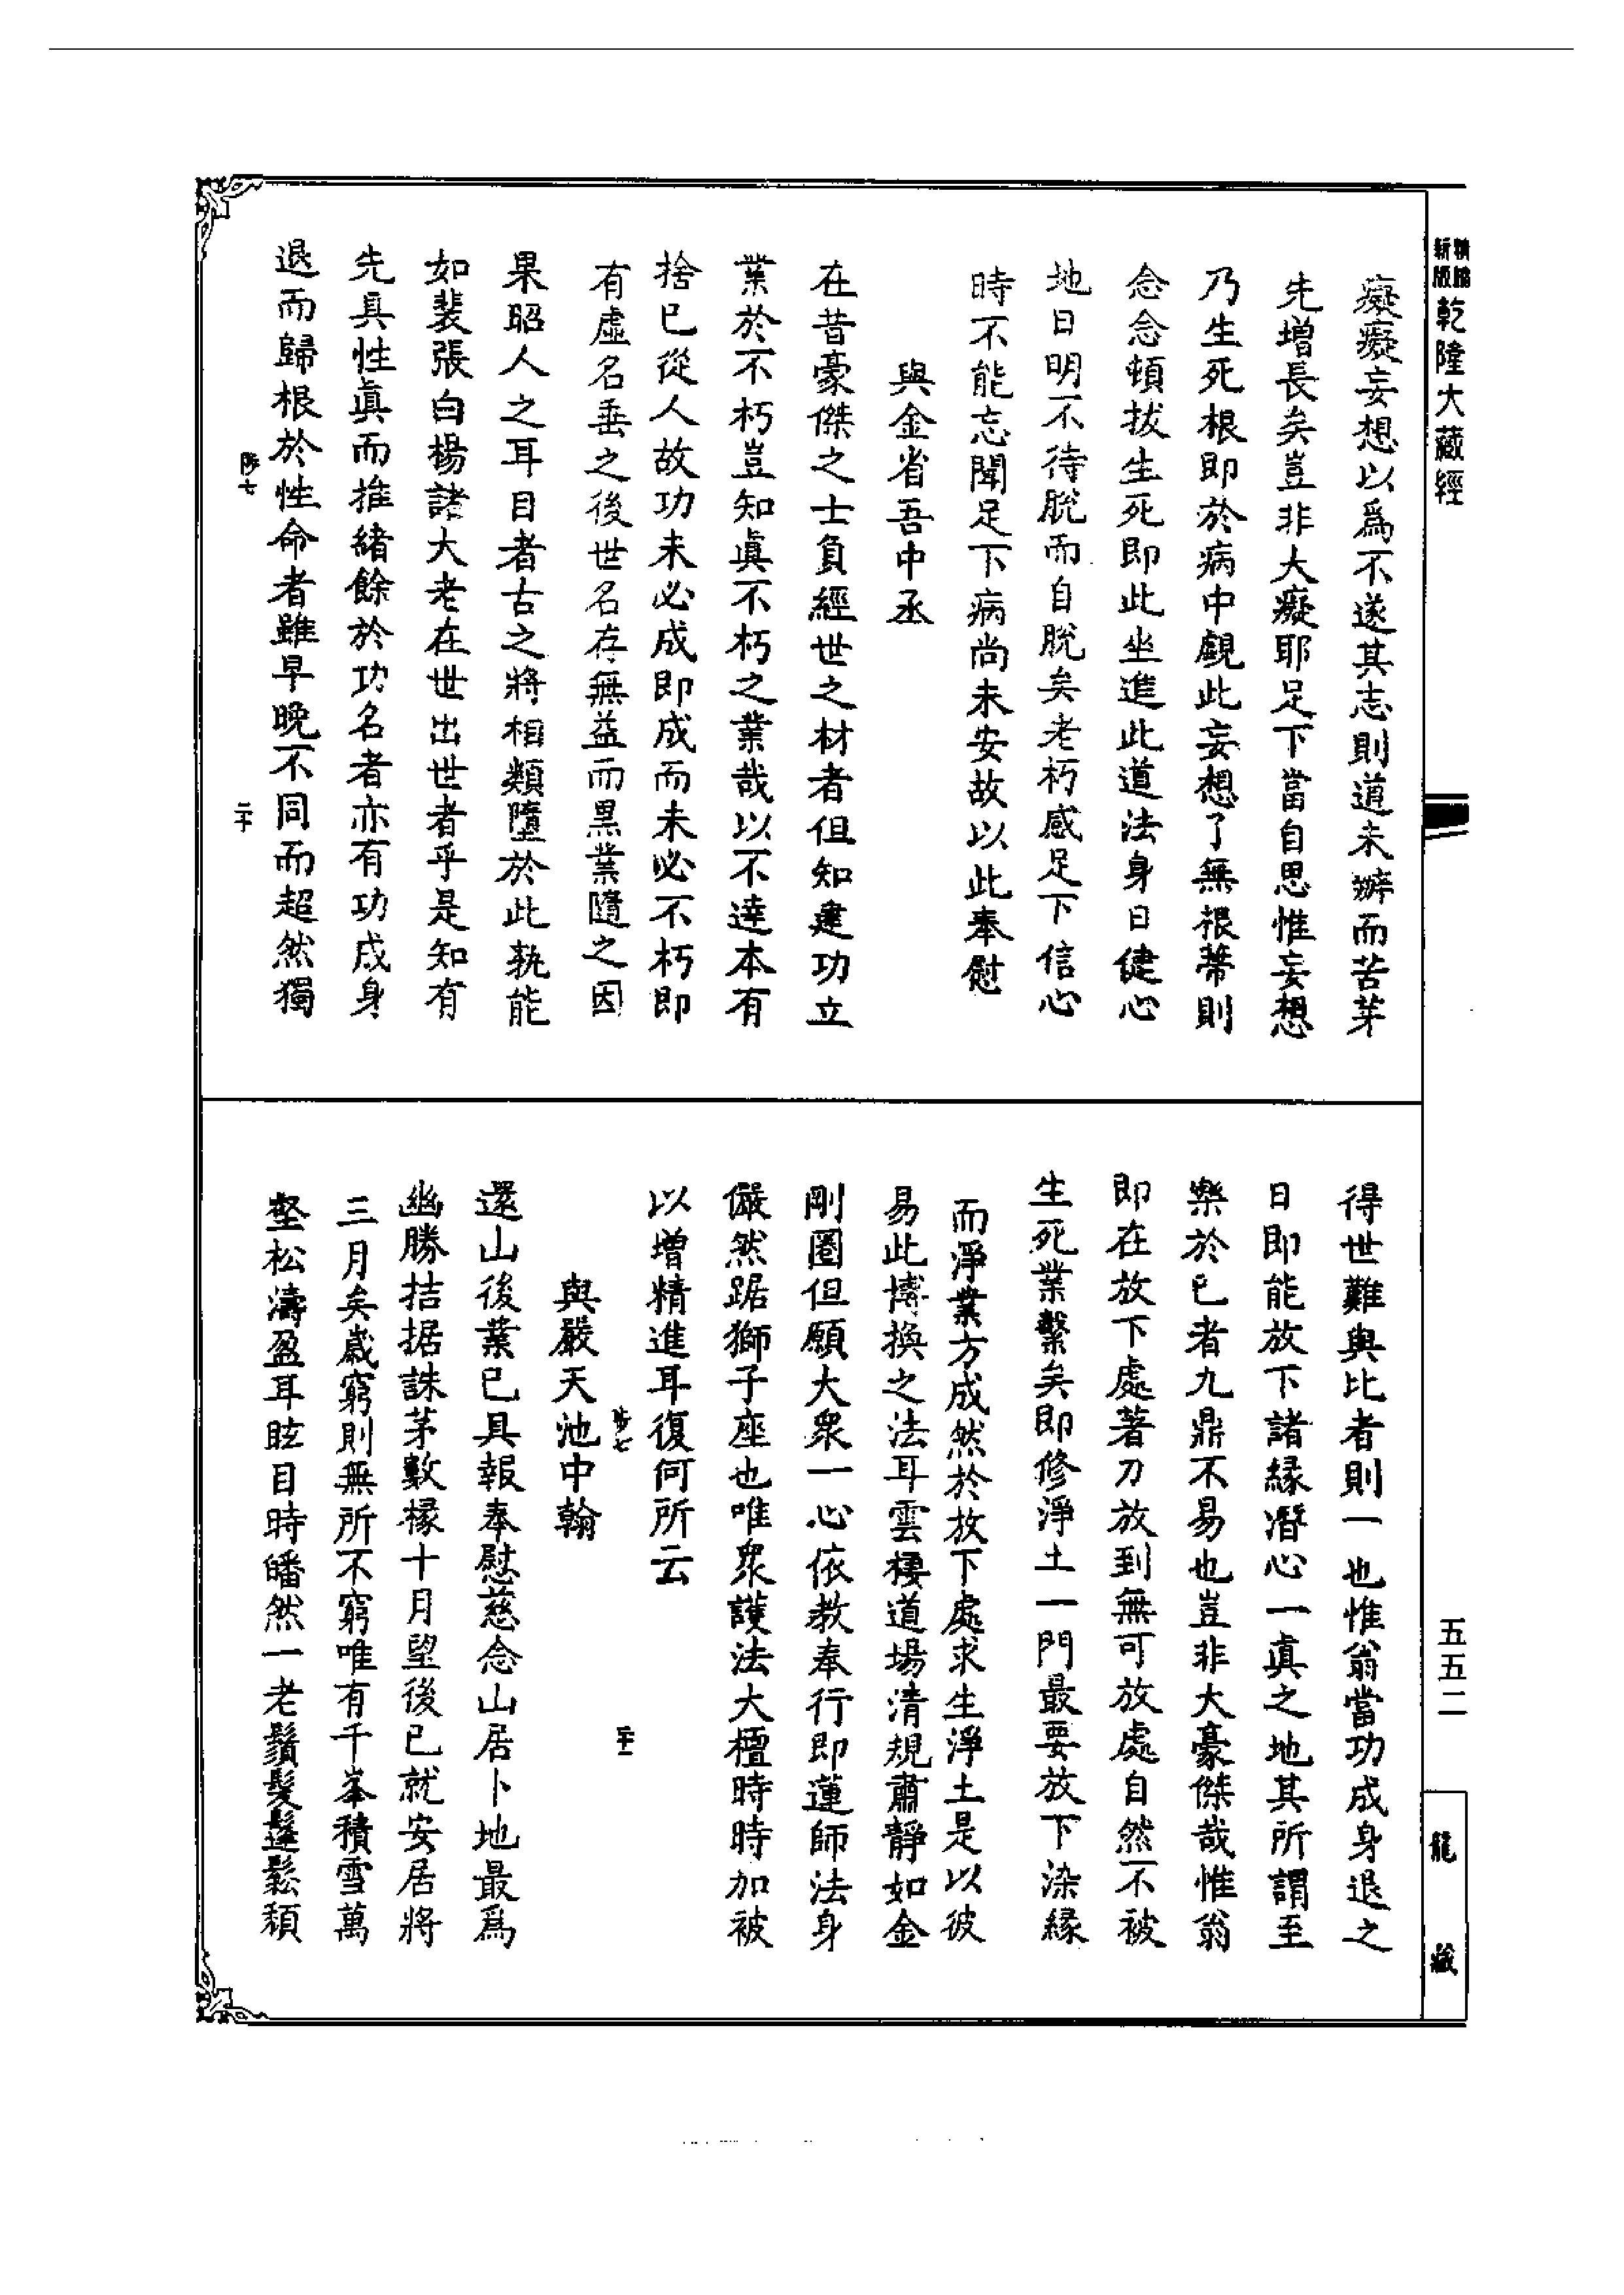 精縮新版乾隆大藏經
癡癡妄想以爲不遂其志則道未辦而苦芽
先增長矣豈非大癡耶足下當自思惟妄想
乃生死根即於病中覷此妄想了無根蒂則
念念頓拔生死即此坐進此道法身日健心
地日明不待脫而自脫矣老朽感足下信心
時不能忘聞足下病尚未安故以此奉慰
與金省吾中丞
在昔豪傑之士負經世之材者但知建功立
業於不朽豈知眞不朽之業哉以不達本有
捨已從人故功未必成即成而未必不朽即
有虛名垂之後世名存無益而黑業隨之因
果昭人之耳目者古之將相類墮於此孰能
如裴張白楊諸大老在世出世者乎是知有
先具性眞而推緒餘於功名者亦有功成身
退而歸根於性命者雖早晚不同而超然獨
陟七
二十
得世難與比者則一也惟翁當功成身退之
日即能放下諸緣潛心一眞之地其所謂至
樂於已者九鼎不易也豈非大豪傑哉惟翁
即在放下處著力放到無可放處自然不被
生死業繫矣即修淨土一門最要放下染緣
而淨業方成然於放下處求生淨土是以彼
易此博換之法耳雲棲道場清規肅靜如金
剛圈但願大衆一心依教奉行即蓮師法身
儼然踞獅子座也唯衆護法大檀時時加被
以增精進耳復何所云
陟七
二十一
與嚴天池中翰
還山後業已具報奉慰慈念山居卜地最爲
幽勝拮据誅茅數椽十月望後已就安居將
三月矣歲窮則無所不窮唯有千峯積雪萬
壑松濤盈耳眩目時皤然一老鬚髮鬔鬆頹
五五二
龍藏